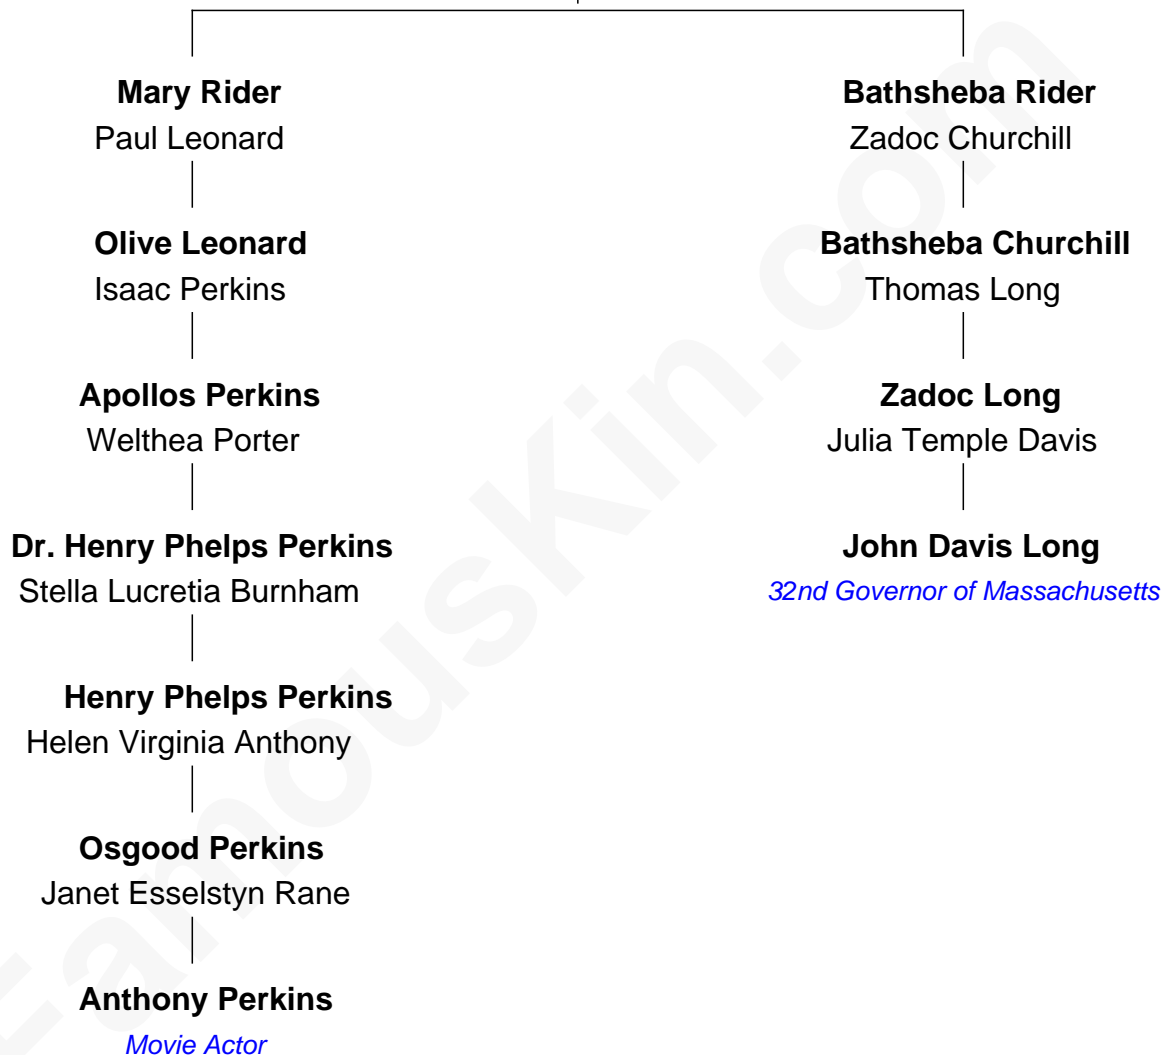 Mary Rider
Paul Leonard
Olive Leonard
Isaac Perkins
Apollos Perkins
Welthea Porter
Dr. Henry Phelps Perkins
Stella Lucretia Burnham
Henry Phelps Perkins
Helen Virginia Anthony
Osgood Perkins
Janet Esselstyn Rane
Anthony Perkins
Movie Actor
Bathsheba Rider
Zadoc Churchill
Bathsheba Churchill
Thomas Long
Zadoc Long
Julia Temple Davis
John Davis Long
32nd Governor of Massachusetts
FamousKin.com